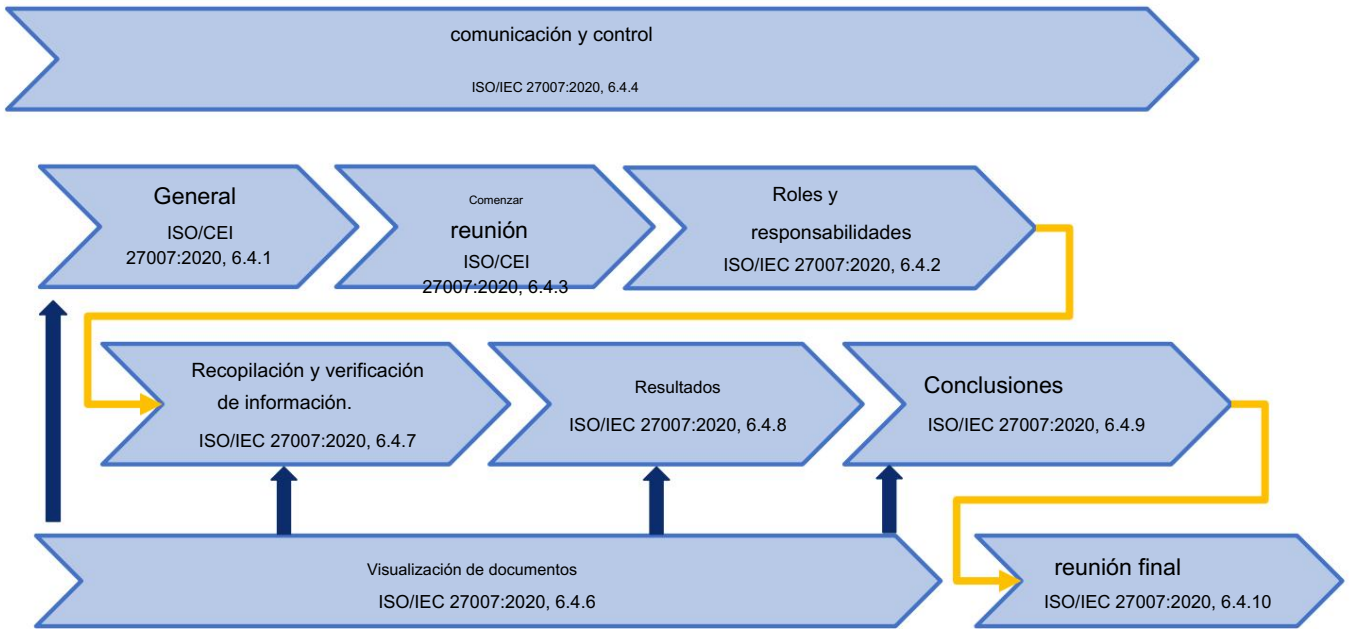 comunicación y control
ISO/IEC 27007:2020, 6.4.4
General
ISO/CEI
27007:2020, 6.4.1
Comenzar
reunión
ISO/CEI
27007:2020, 6.4.3
Roles y
responsabilidades
ISO/IEC 27007:2020, 6.4.2
Recopilación y verificación
de información.
ISO/IEC 27007:2020, 6.4.7
Resultados
ISO/IEC 27007:2020, 6.4.8
Conclusiones
ISO/IEC 27007:2020, 6.4.9
Visualización de documentos
ISO/IEC 27007:2020, 6.4.6
reunión final
ISO/IEC 27007:2020, 6.4.10